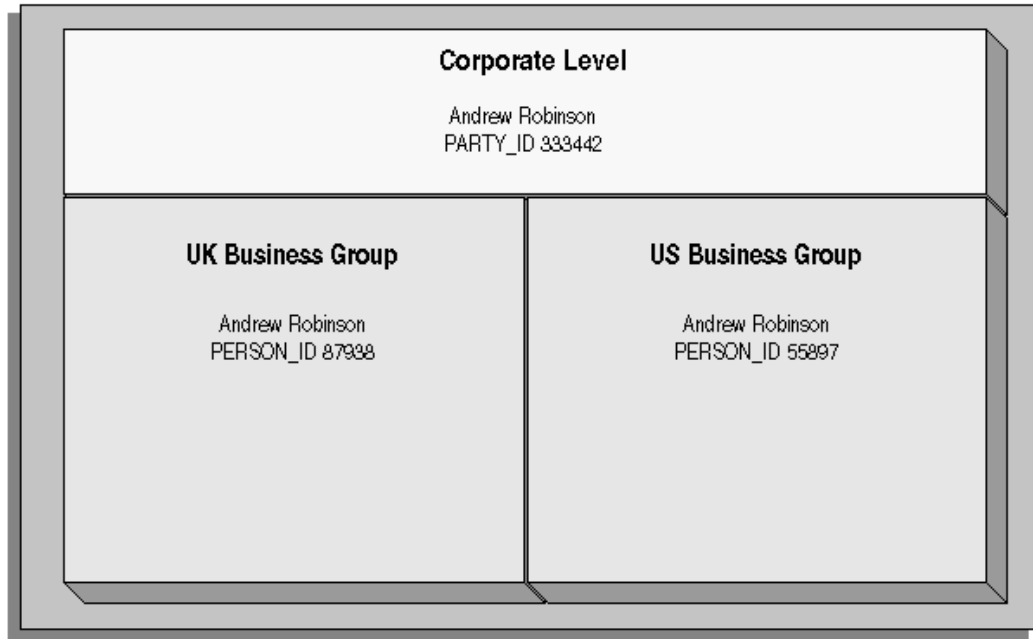 Corporate Level
Andrew Robinson
PARTY_ID 333442
UK Business Group
Andrew Robinson
PERSON_ID 87938
US Business Group
Andrew Robinson
PERSON_ID 55897